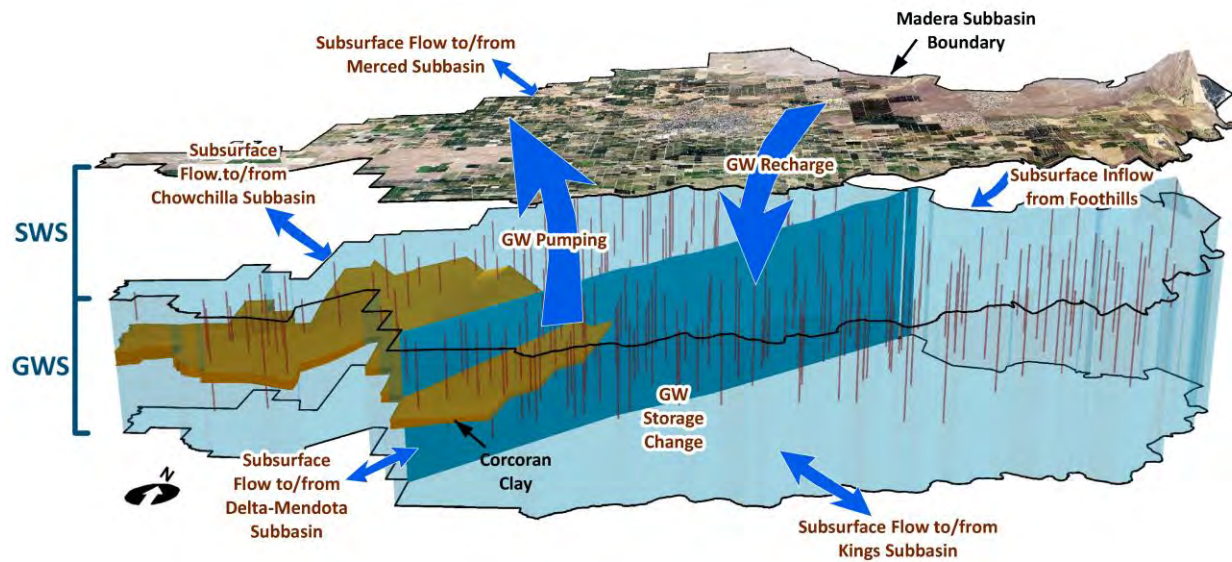 Subsurface Flow to/from
Merced Subbasin
Madera Subbasin
Boundary
Subsurface
Flow to/from
Chowchilla Subbasin
GW Recharge
Subsurface Inflow
from Foothills
SWS
GW Pumping
GWS
GW
Storage
Change
Corcoran
Clay
N
Subsurface
Flow to/from
Delta-Mendota
Subbasin
Subsurface Flow to/from
Kings Subbasin